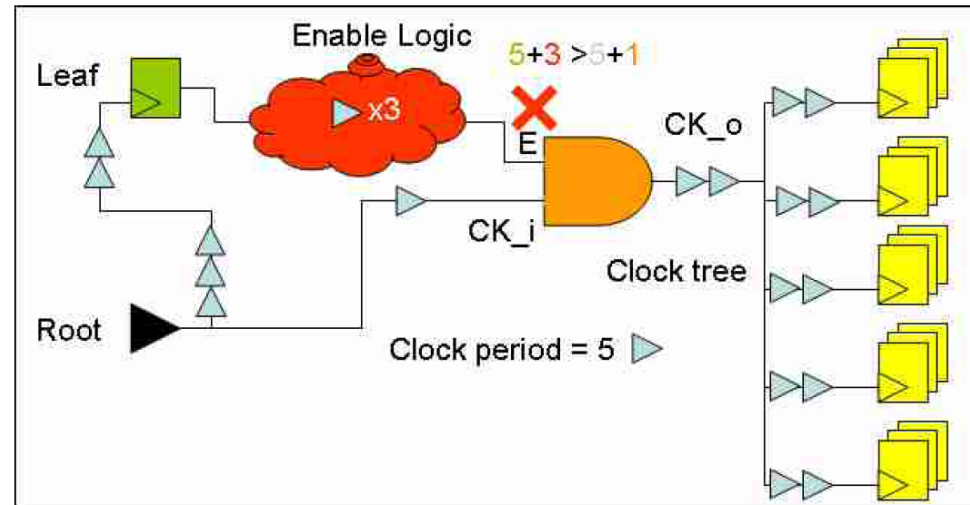 Enable Logic
5+3 >5+1
Leaf
x3
CK_o
E
CK_i
Clock tree
Root
Clock period = 5